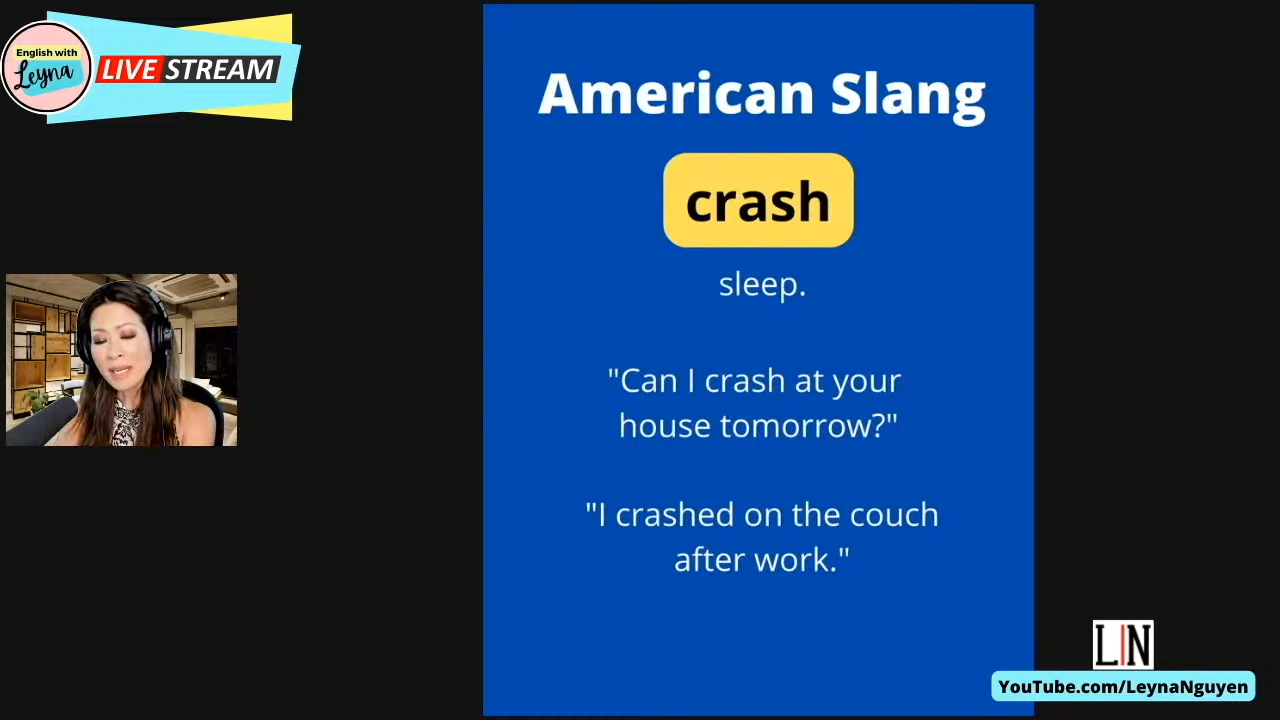 English with
Leyna
LIVE STREAM
American Slang
crash
sleep.
"Can I crash at your
house tomorrow?"
"I crashed on the couch
after work."
LIN
YouTube.com/LeynaNguyen